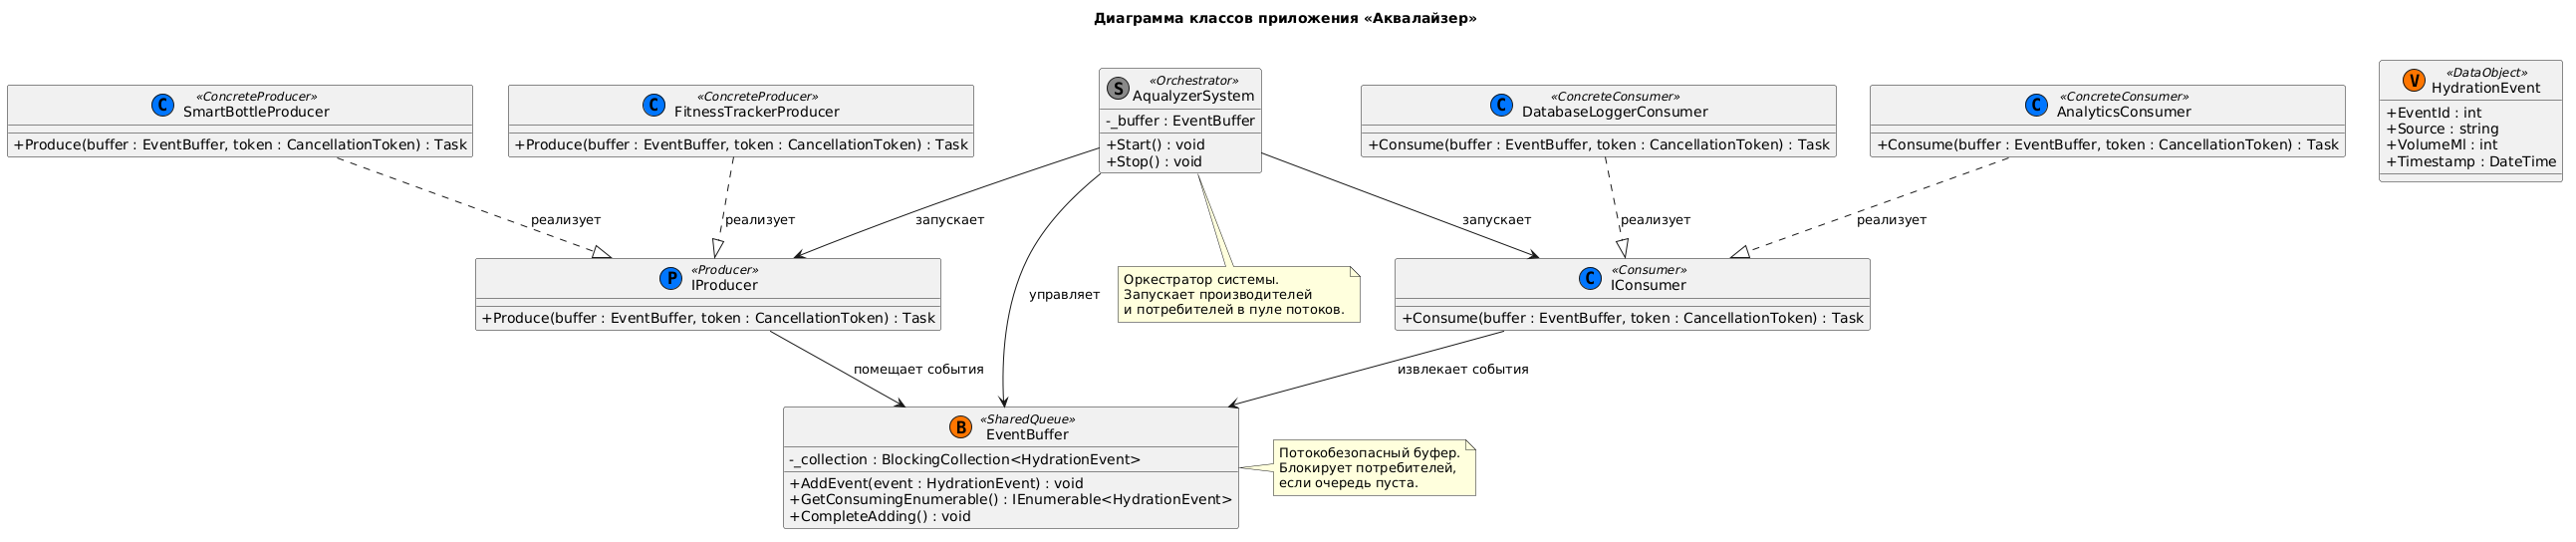 Диаграмма классов приложения «Аквалайзер»
C «ConcreteProducer»
SmartBottleProducer
+Produce(buffer : EventBuffer, token : CancellationToken) : Task
C «ConcreteProducer»
FitnessTrackerProducer
+Produce(buffer : EventBuffer, token : CancellationToken) : Task
S «Orchestrator»
AqualyzerSystem
-_buffer : EventBuffer
+Start() : void
+Stop() : void
C «ConcreteConsumer»
DatabaseLoggerConsumer
+Consume(buffer : EventBuffer, token : CancellationToken) : Task
C «ConcreteConsumer»
AnalyticsConsumer
+Consume(buffer : EventBuffer, token : CancellationToken) : Task
V «DataObject»
HydrationEvent
+EventId : int
+Source : string
+VolumeMl : int
+Timestamp : DateTime
реализует
реализует
запускает
запускает
реализует
реализует
P «Producer»
IProducer
+Produce(buffer : EventBuffer, token : CancellationToken) : Task
управляет
Оркестратор системы.
Запускает производителей
и потребителей в пуле потоков.
C «Consumer»
IConsumer
+Consume(buffer : EventBuffer, token : CancellationToken) : Task
помещает события
извлекает события
B «SharedQueue»
EventBuffer
-_collection : BlockingCollection<HydrationEvent>
+AddEvent(event : HydrationEvent) : void
+GetConsumingEnumerable() : IEnumerable<HydrationEvent>
+CompleteAdding() : void
Потокобезопасный буфер.
Блокирует потребителей,
если очередь пуста.